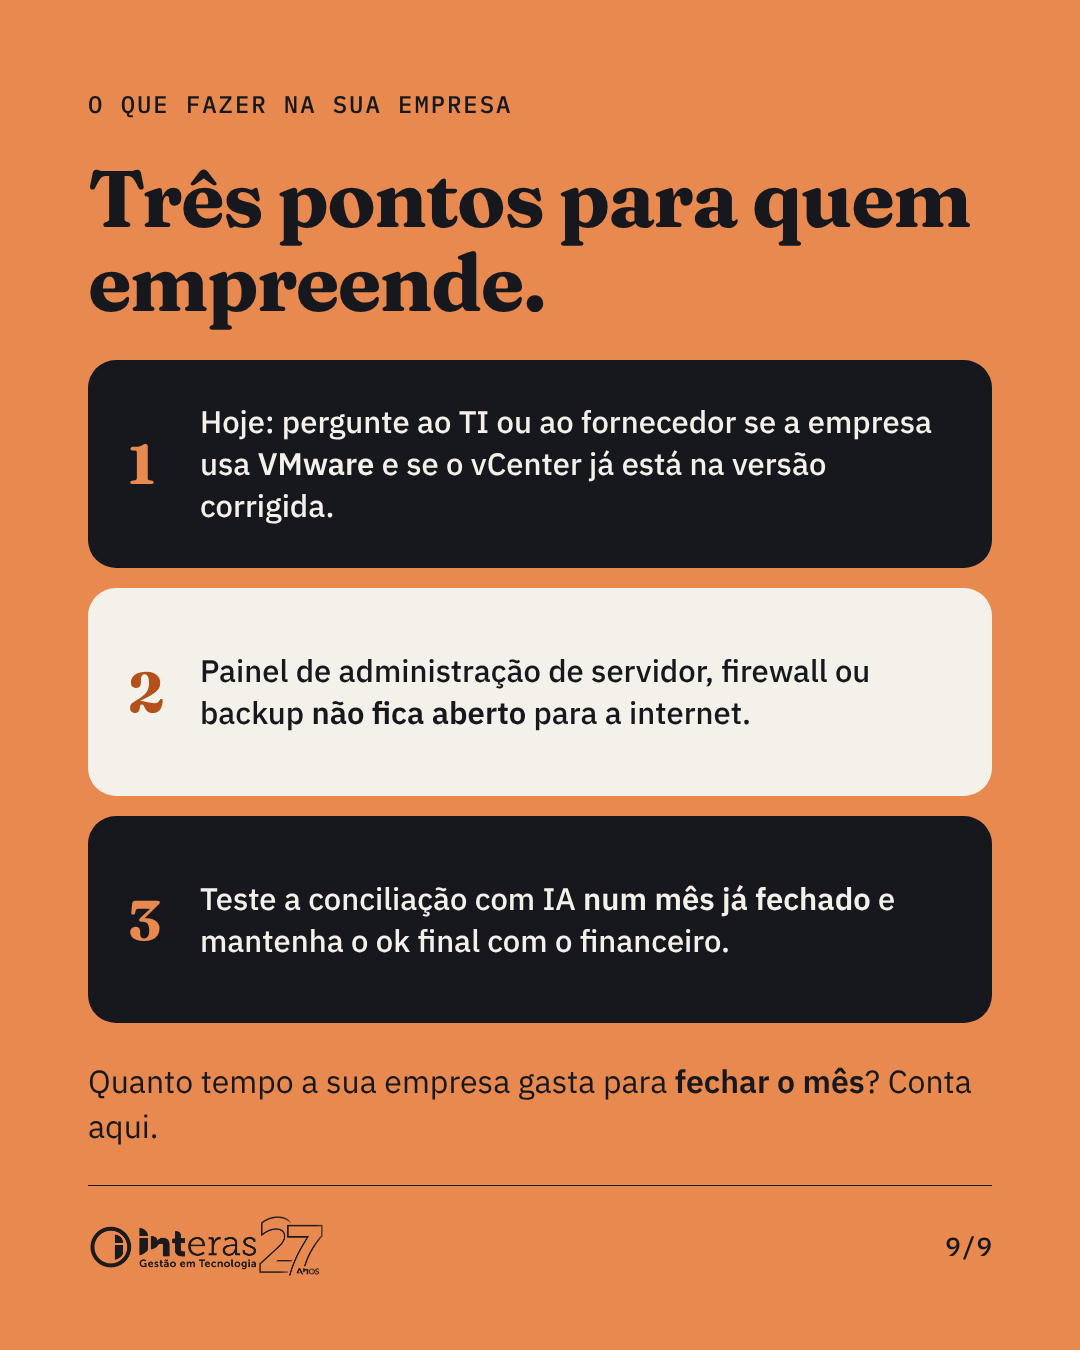 O QUE FAZER NA SUA EMPRESA
Três pontos para quem
empreende.
1
Hoje: pergunte ao TI ou ao fornecedor se a empresa
usa VMware e se o vCenter já está na versão
corrigida.
2
Painel de administração de servidor, firewall ou
backup não fica aberto para a internet.
3
Teste a conciliação com IA num mês já fechado e
mantenha o ok final com o financeiro.
Quanto tempo a sua empresa gasta para fechar o mês? Conta
aqui.
interas
Gestão em Tecnologia
27
ANOS
9/9